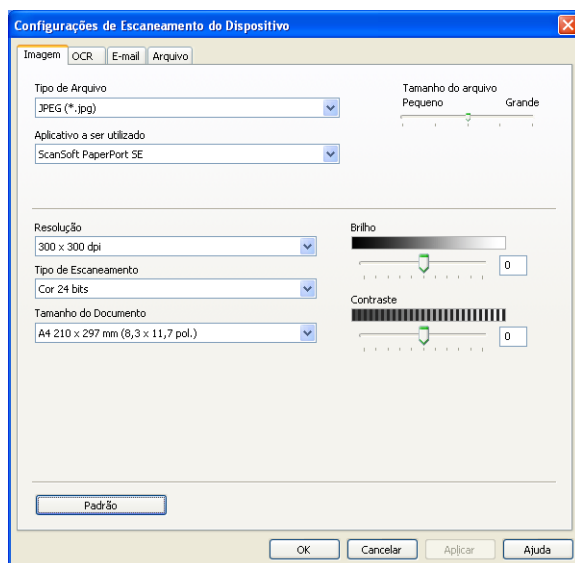 Configurações de Escaneamento do Dispositivo
Imagem OCR E-mail Arquivo
Tipo de Arquivo
JPEG (*.jpg)
Tamanho do arquivo
Pequeno Grande
Aplicativo a ser utilizado
ScanSoft PaperPort SE
Resolução
300 x 300 dpi
Tipo de Escaneamento
Cor 24 bits
Tamanho do Documento
A4 210 x 297 mm (8,3 x 11,7 pol.)
Brilho
0
Contraste
0
Padrão
OK Cancelar Aplicar Ajuda